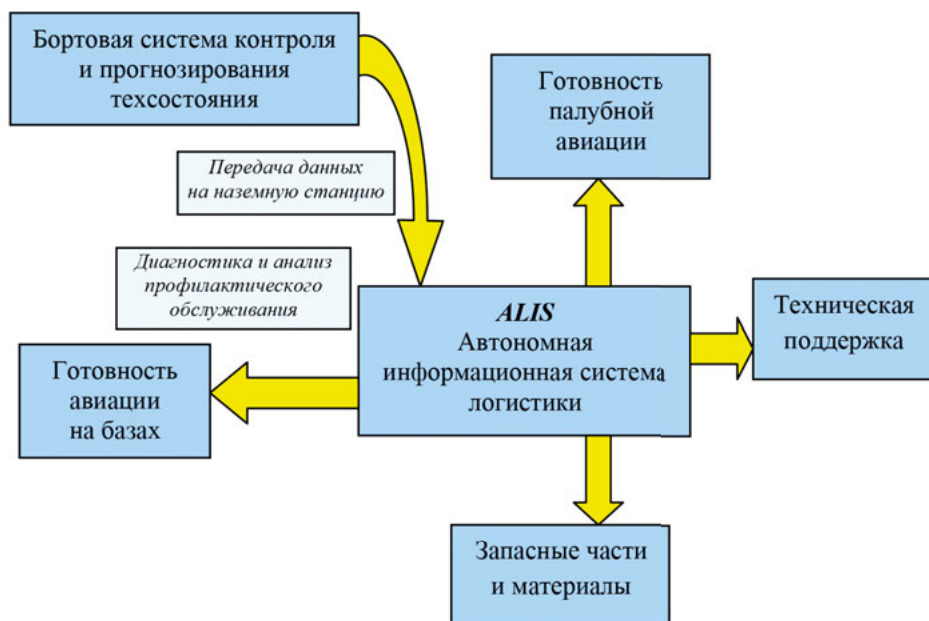 Бортовая система контроля
и прогнозирования
техсостояния
Готовность
палубной
авиации
Передача данных
на наземную станцию
Диагностика и анализ
профилактического
обслуживания
ALIS
Автономная
информационная система
логистики
Техническая
поддержка
Готовность
авиации
на базах
Запасные части
и материалы